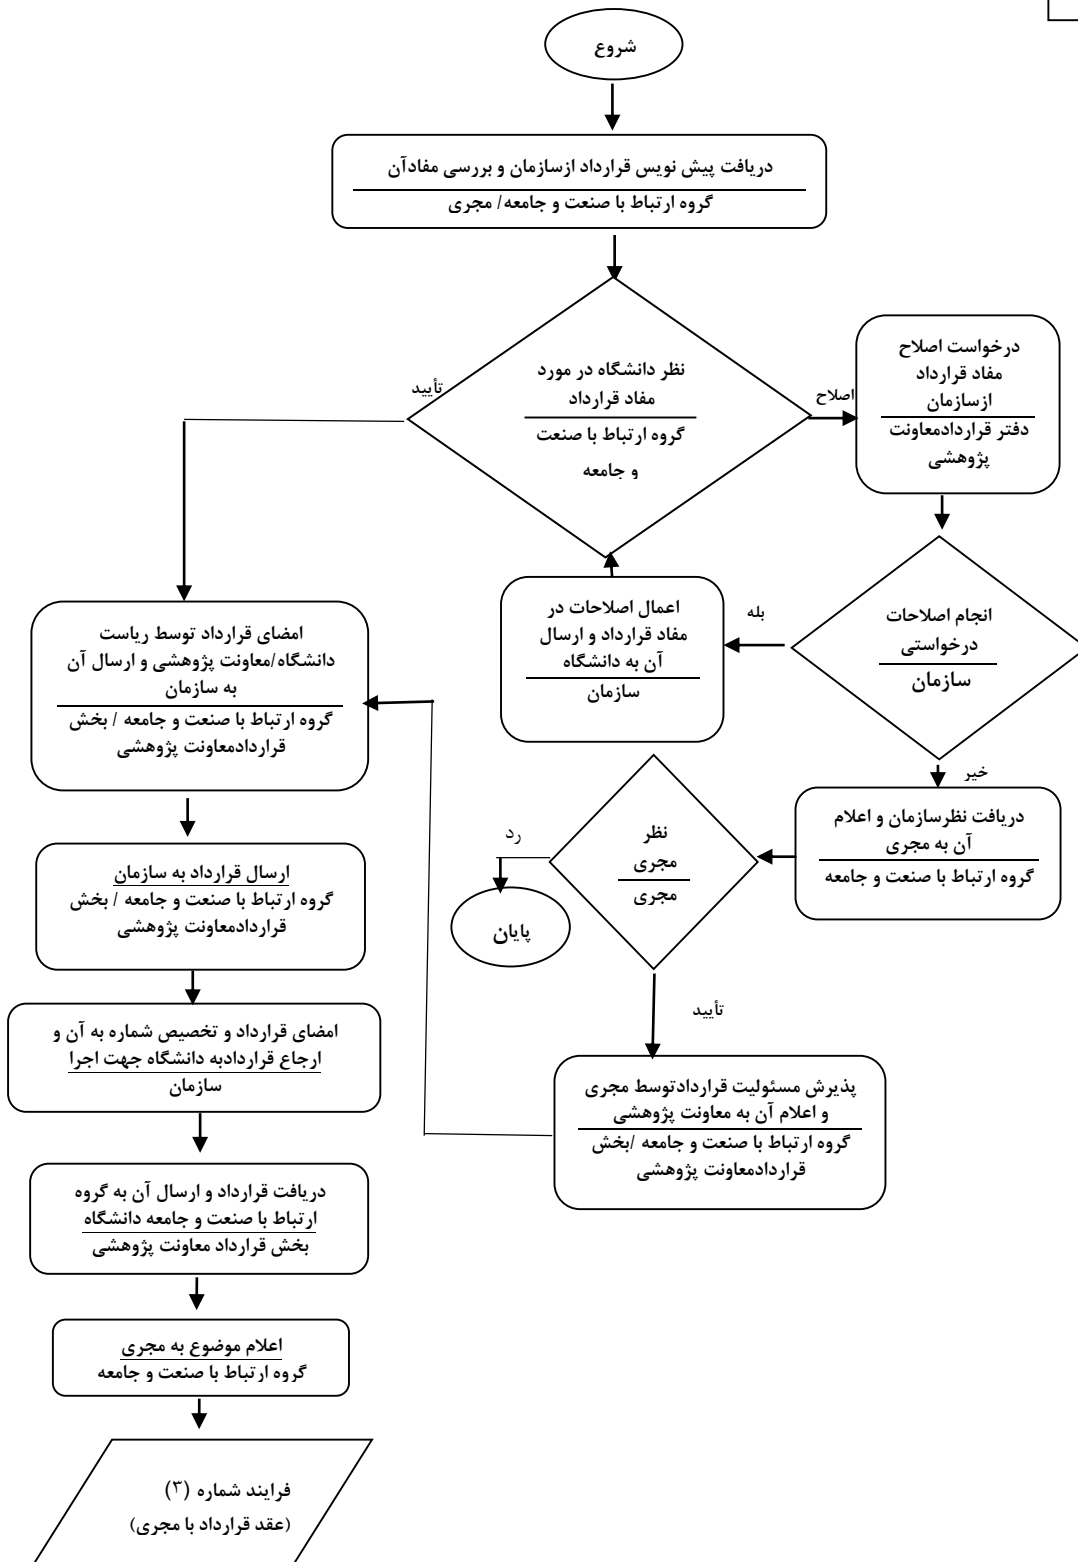 شروع
دریافت پیش نویس قرارداد ازسازمان و بررسی مفادآن
گروه ارتباط با صنعت و جامعه/ مجری
نظر دانشگاه در مورد
مفاد قرارداد
گروه ارتباط با صنعت
و جامعه
تأیید
اصلاح
درخواست اصلاح
مفاد قرارداد
ازسازمان
دفتر قراردادمعاونت
پژوهشی
انجام اصلاحات
درخواستی
سازمان
بله
خیر
اعمال اصلاحات در
مفاد قرارداد و ارسال
آن به دانشگاه
سازمان
دریافت نظرسازمان و اعلام
آن به مجری
گروه ارتباط با صنعت و جامعه
نظر
مجری
مجری
رد
پایان
تأیید
پذیرش مسئولیت قراردادتوسط مجری
و اعلام آن به معاونت پژوهشی
گروه ارتباط با صنعت و جامعه /بخش
قراردادمعاونت پژوهشی
امضای قرارداد توسط ریاست
دانشگاه/معاونت پژوهشی و ارسال آن
به سازمان
گروه ارتباط با صنعت و جامعه / بخش
قراردادمعاونت پژوهشی
ارسال قرارداد به سازمان
گروه ارتباط با صنعت و جامعه / بخش
قراردادمعاونت پژوهشی
امضای قرارداد و تخصیص شماره به آن و
ارجاع قراردادبه دانشگاه جهت اجرا
سازمان
دریافت قرارداد و ارسال آن به گروه
ارتباط با صنعت و جامعه دانشگاه
بخش قرارداد معاونت پژوهشی
اعلام موضوع به مجری
گروه ارتباط با صنعت و جامعه
فرایند شماره (۳)
(عقد قرارداد با مجری)